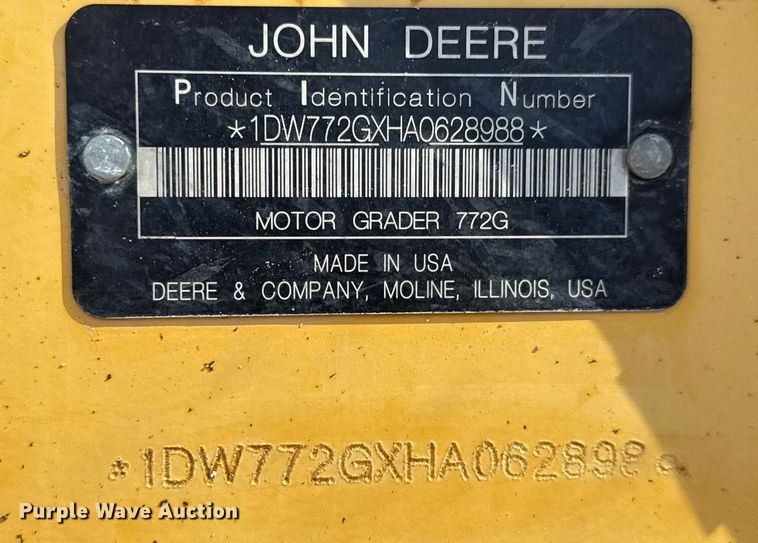 JOHN DEERE
Product Identification Number
*1DW772GXHA0628988*
MOTOR GRADER 772G
MADE IN USA
DEERE & COMPANY, MOLINE, ILLINOIS, USA
*1DW772GXHA0628988*
Purple Wave Auction